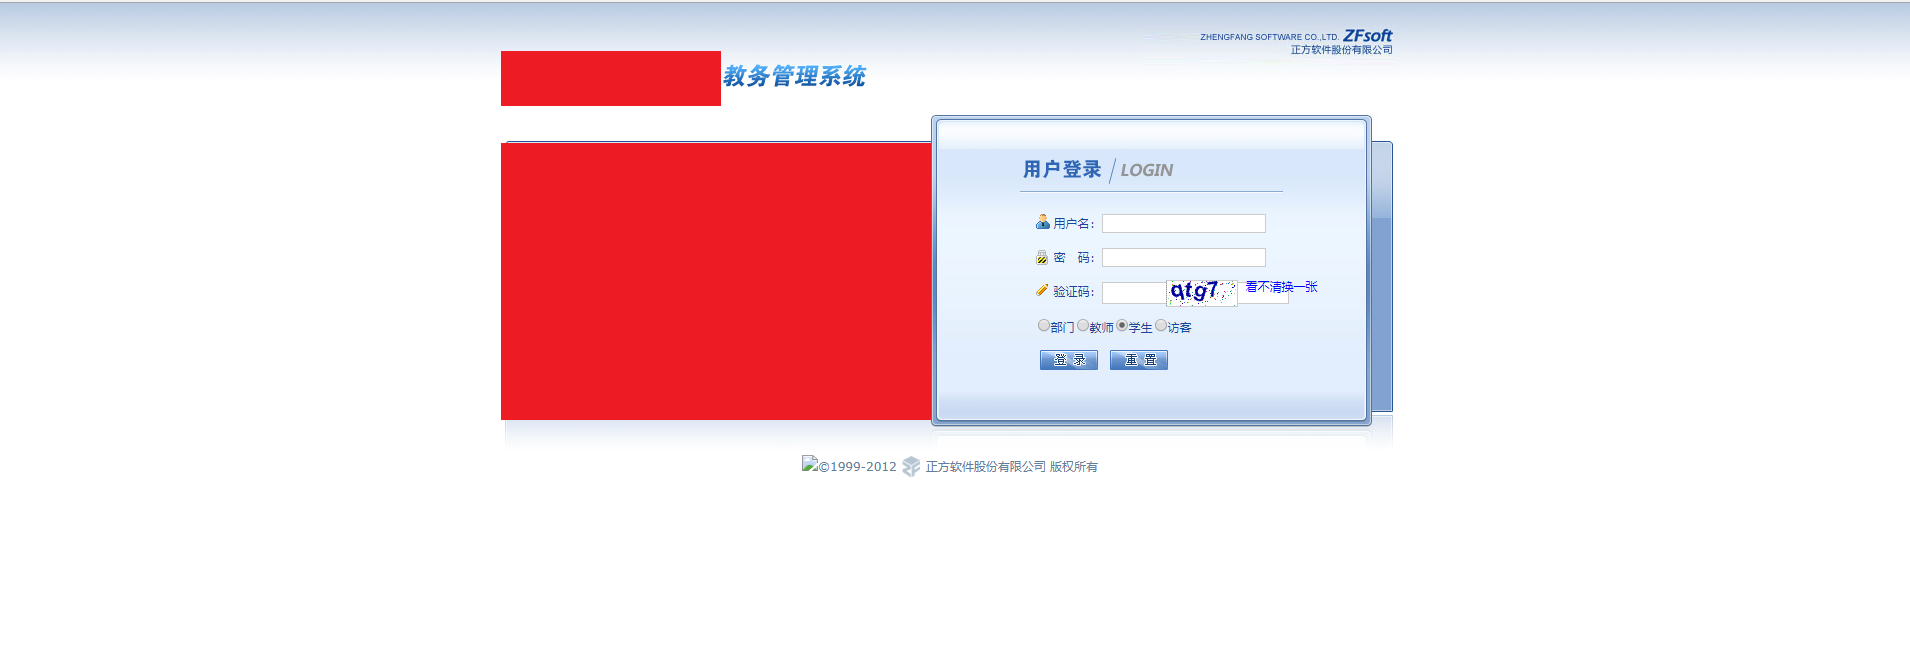 ZHENGFANG SOFTWARE CO.,LTD. ZFsoft
正方软件股份有限公司
教务管理系统
用户登录 / LOGIN
用户名：
密 码：
验证码： qtg7 看不清换一张
部门 教师 学生 访客
登 录 重 置
©1999-2012 正方软件股份有限公司 版权所有